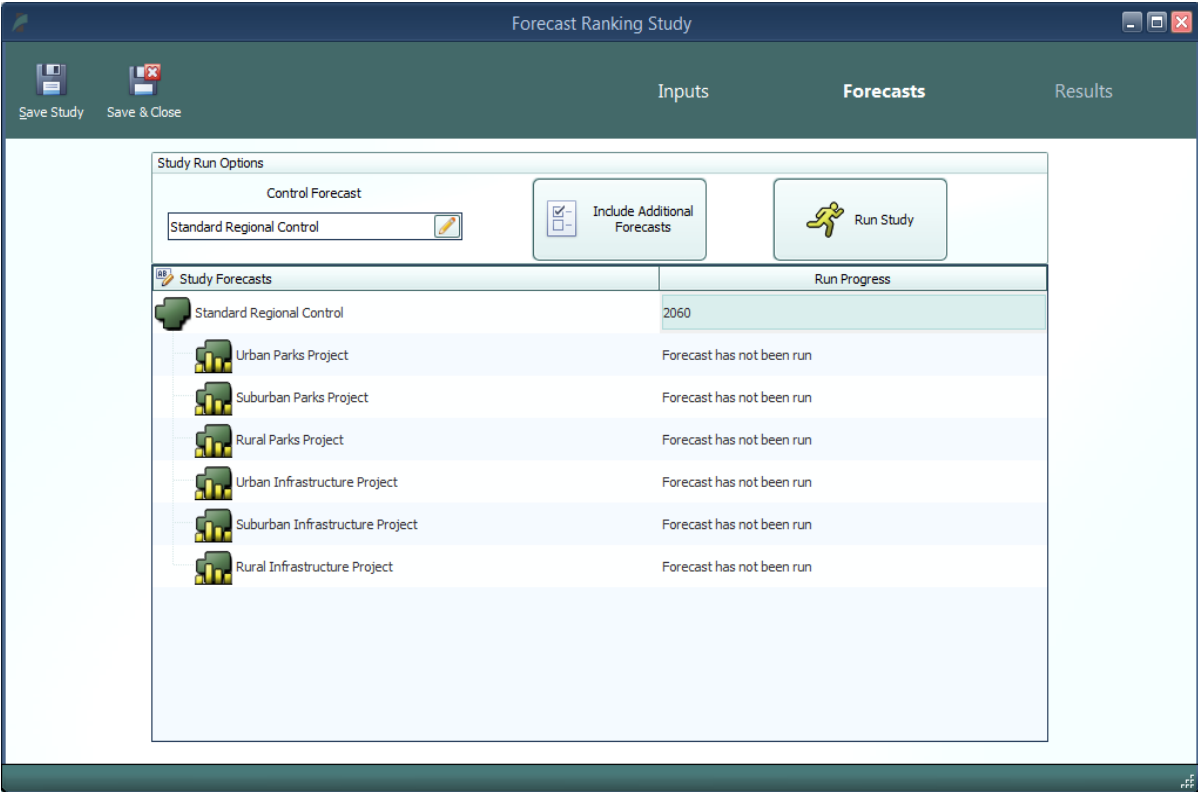 Forecast Ranking Study
Save Study
Save & Close
Inputs
Forecasts
Results
Study Run Options
Control Forecast
Standard Regional Control
Include Additional
Forecasts
Run Study
Study Forecasts
Run Progress
Standard Regional Control
2060
Urban Parks Project
Forecast has not been run
Suburban Parks Project
Forecast has not been run
Rural Parks Project
Forecast has not been run
Urban Infrastructure Project
Forecast has not been run
Suburban Infrastructure Project
Forecast has not been run
Rural Infrastructure Project
Forecast has not been run